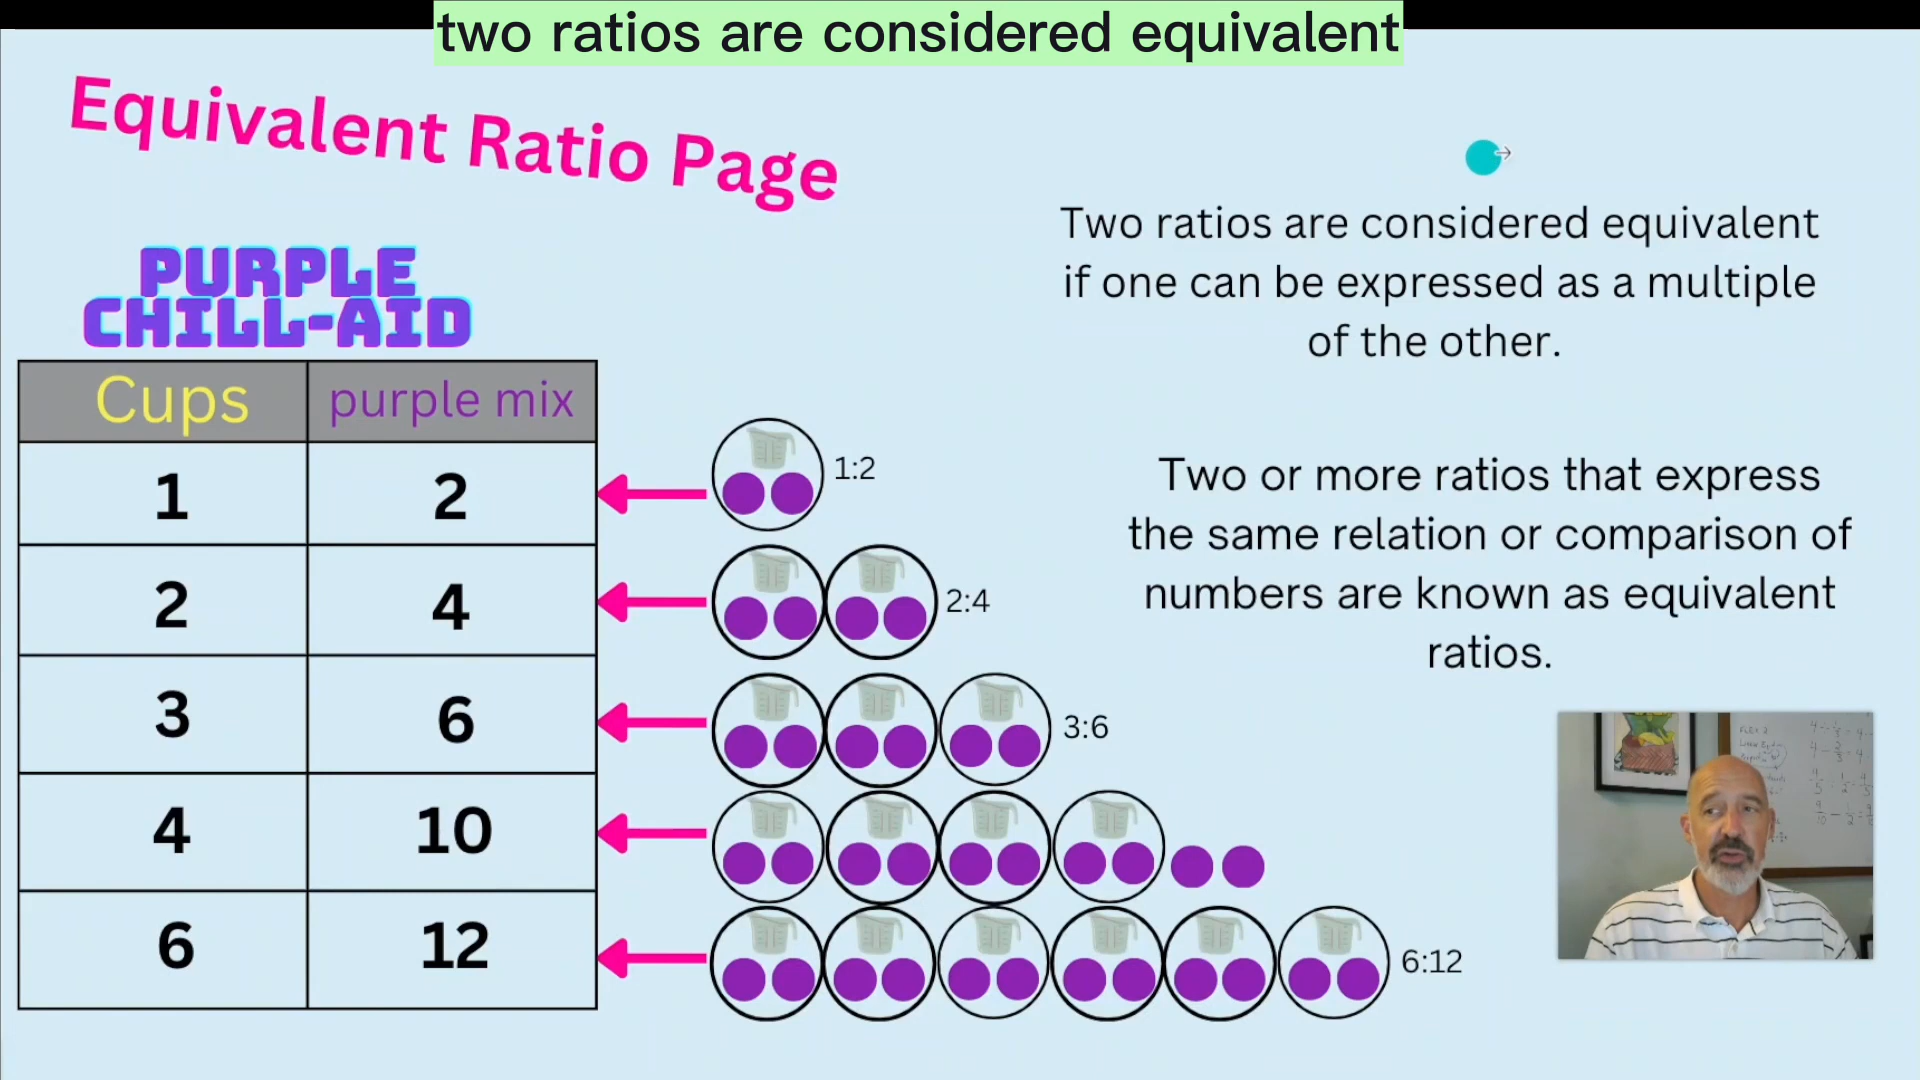 two ratios are considered equivalent
Equivalent Ratio Page
PURPLE
CHILL-AID
Two ratios are considered equivalent
if one can be expressed as a multiple
of the other.
Two or more ratios that express
the same relation or comparison of
numbers are known as equivalent
ratios.
Cups purple mix
1 2
1:2
2 4
2:4
3 6
3:6
4 10
6 12
6:12